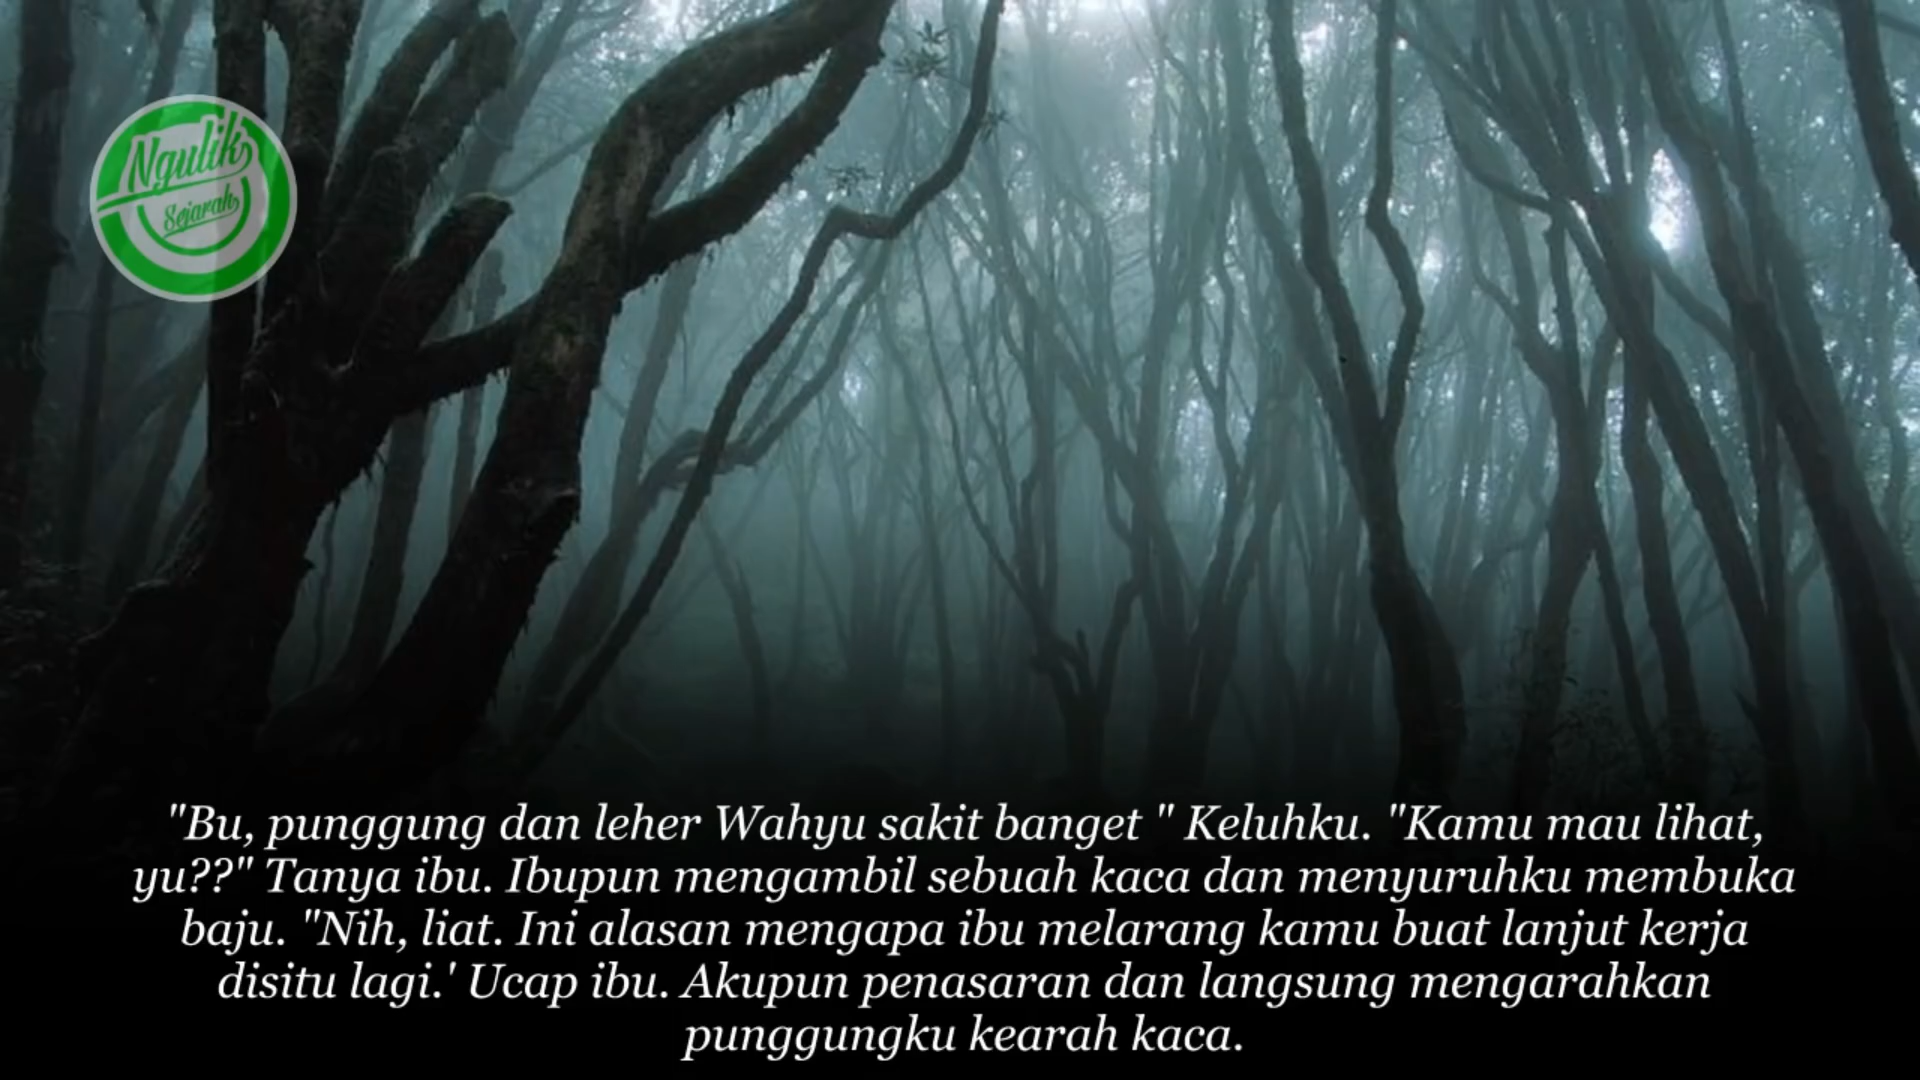 Ngulik
Sejarah
"Bu, punggung dan leher Wahyu sakit banget " Keluhku. "Kamu mau lihat,
yu??" Tanya ibu. Ibupun mengambil sebuah kaca dan menyuruhku membuka
baju. "Nih, liat. Ini alasan mengapa ibu melarang kamu buat lanjut kerja
disitu lagi.' Ucap ibu. Akupun penasaran dan langsung mengarahkan
punggungku kearah kaca.